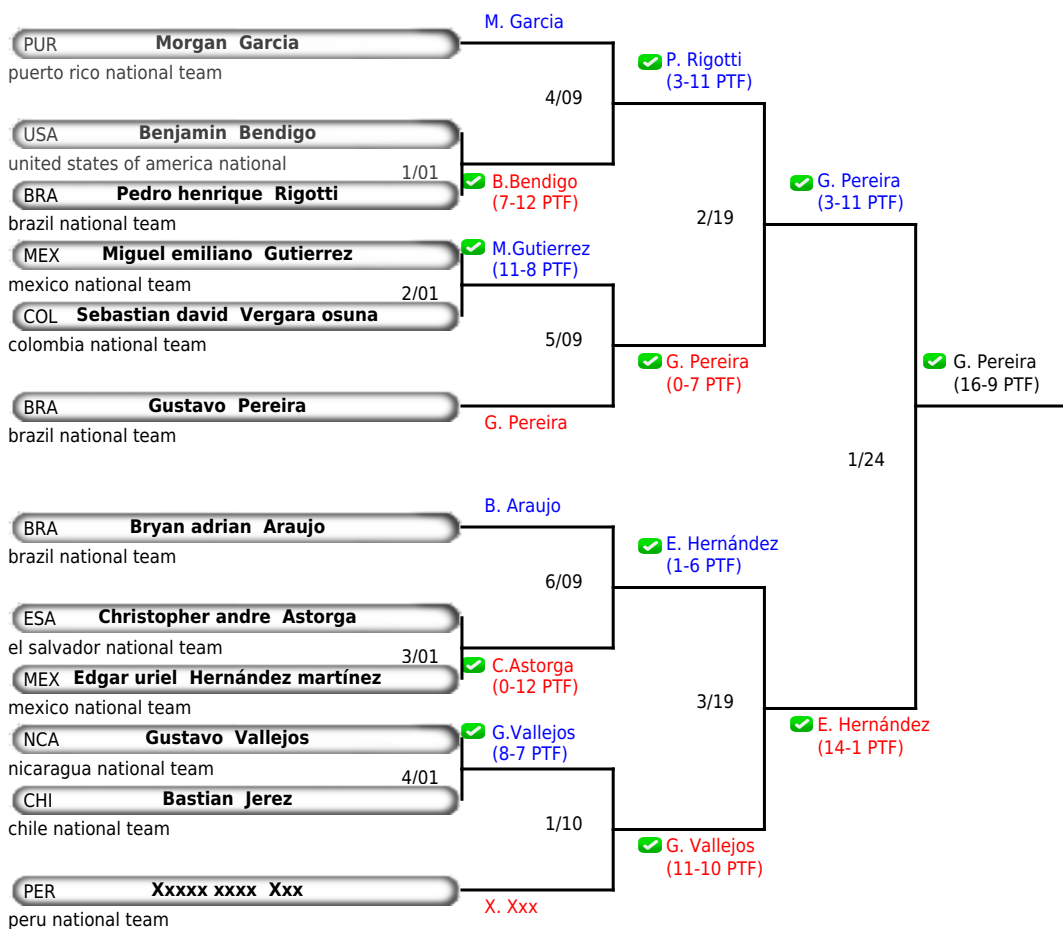 M. Garcia
PUR Morgan Garcia
puerto rico national team
P. Rigotti
(3-11 PTF)
4/09
USA Benjamin Bendigo
united states of america national
1/01
B.Bendigo
(7-12 PTF)
BRA Pedro henrique Rigotti
brazil national team
G. Pereira
(3-11 PTF)
2/19
MEX Miguel emiliano Gutierrez
mexico national team
M.Gutierrez
(11-8 PTF)
2/01
COL Sebastian david Vergara osuna
colombia national team
5/09
G. Pereira
(0-7 PTF)
G. Pereira
(16-9 PTF)
BRA Gustavo Pereira
brazil national team
G. Pereira
1/24
B. Araujo
BRA Bryan adrian Araujo
brazil national team
E. Hernández
(1-6 PTF)
6/09
ESA Christopher andre Astorga
el salvador national team
3/01
C.Astorga
(0-12 PTF)
MEX Edgar uriel Hernández martínez
mexico national team
3/19
E. Hernández
(14-1 PTF)
NCA Gustavo Vallejos
nicaragua national team
G.Vallejos
(8-7 PTF)
4/01
CHI Bastian Jerez
chile national team
1/10
G. Vallejos
(11-10 PTF)
PER Xxxxx xxxx Xxx
peru national team
X. Xxx